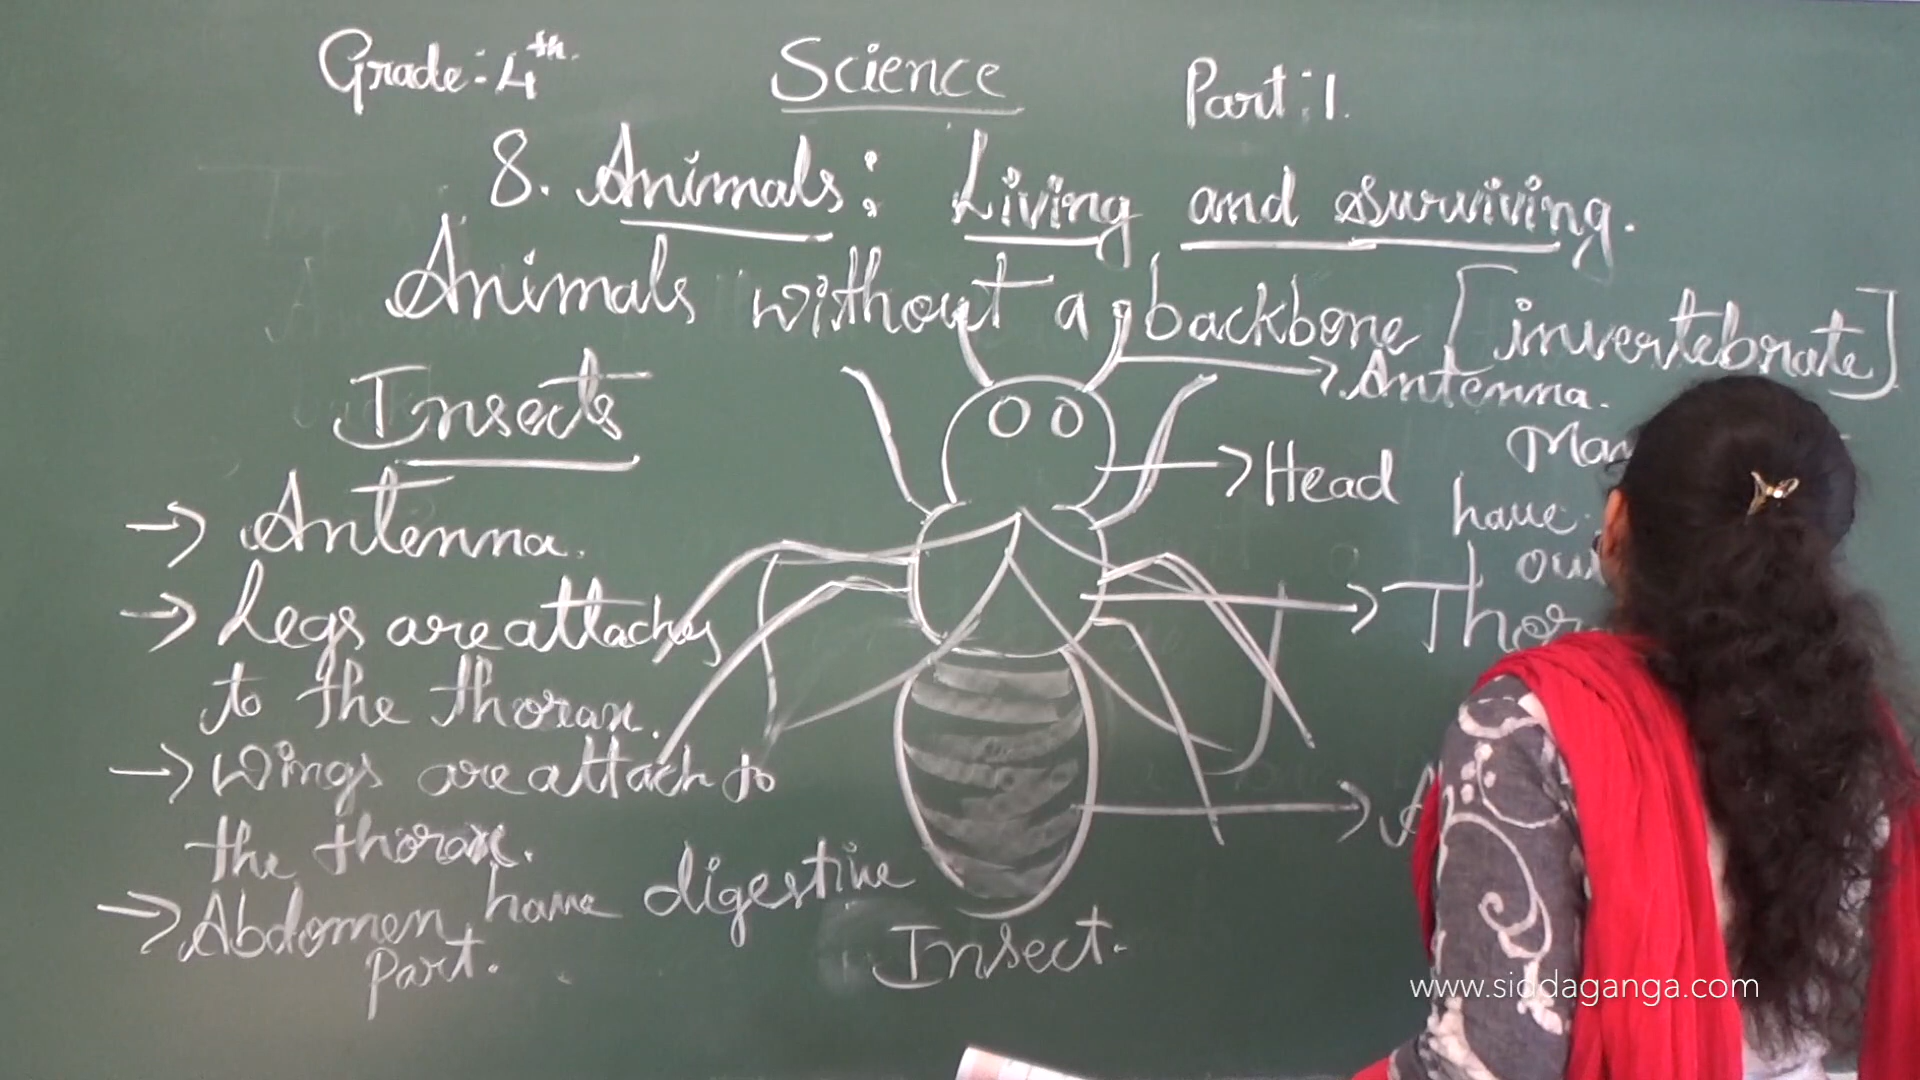 Grade:4th.
Science
Part:1.
8. Animals: Living and surviving.
Animals without a backbone [invertebrate]
Insects
→ Antenna.
→ Legs are attaches
to the thorax.
→ Wings are attach to
the thorax.
→ Abdomen have digestive
part.
→ Antenna.
→ Head
have
→
→
Insect.
www.siddaganga.com